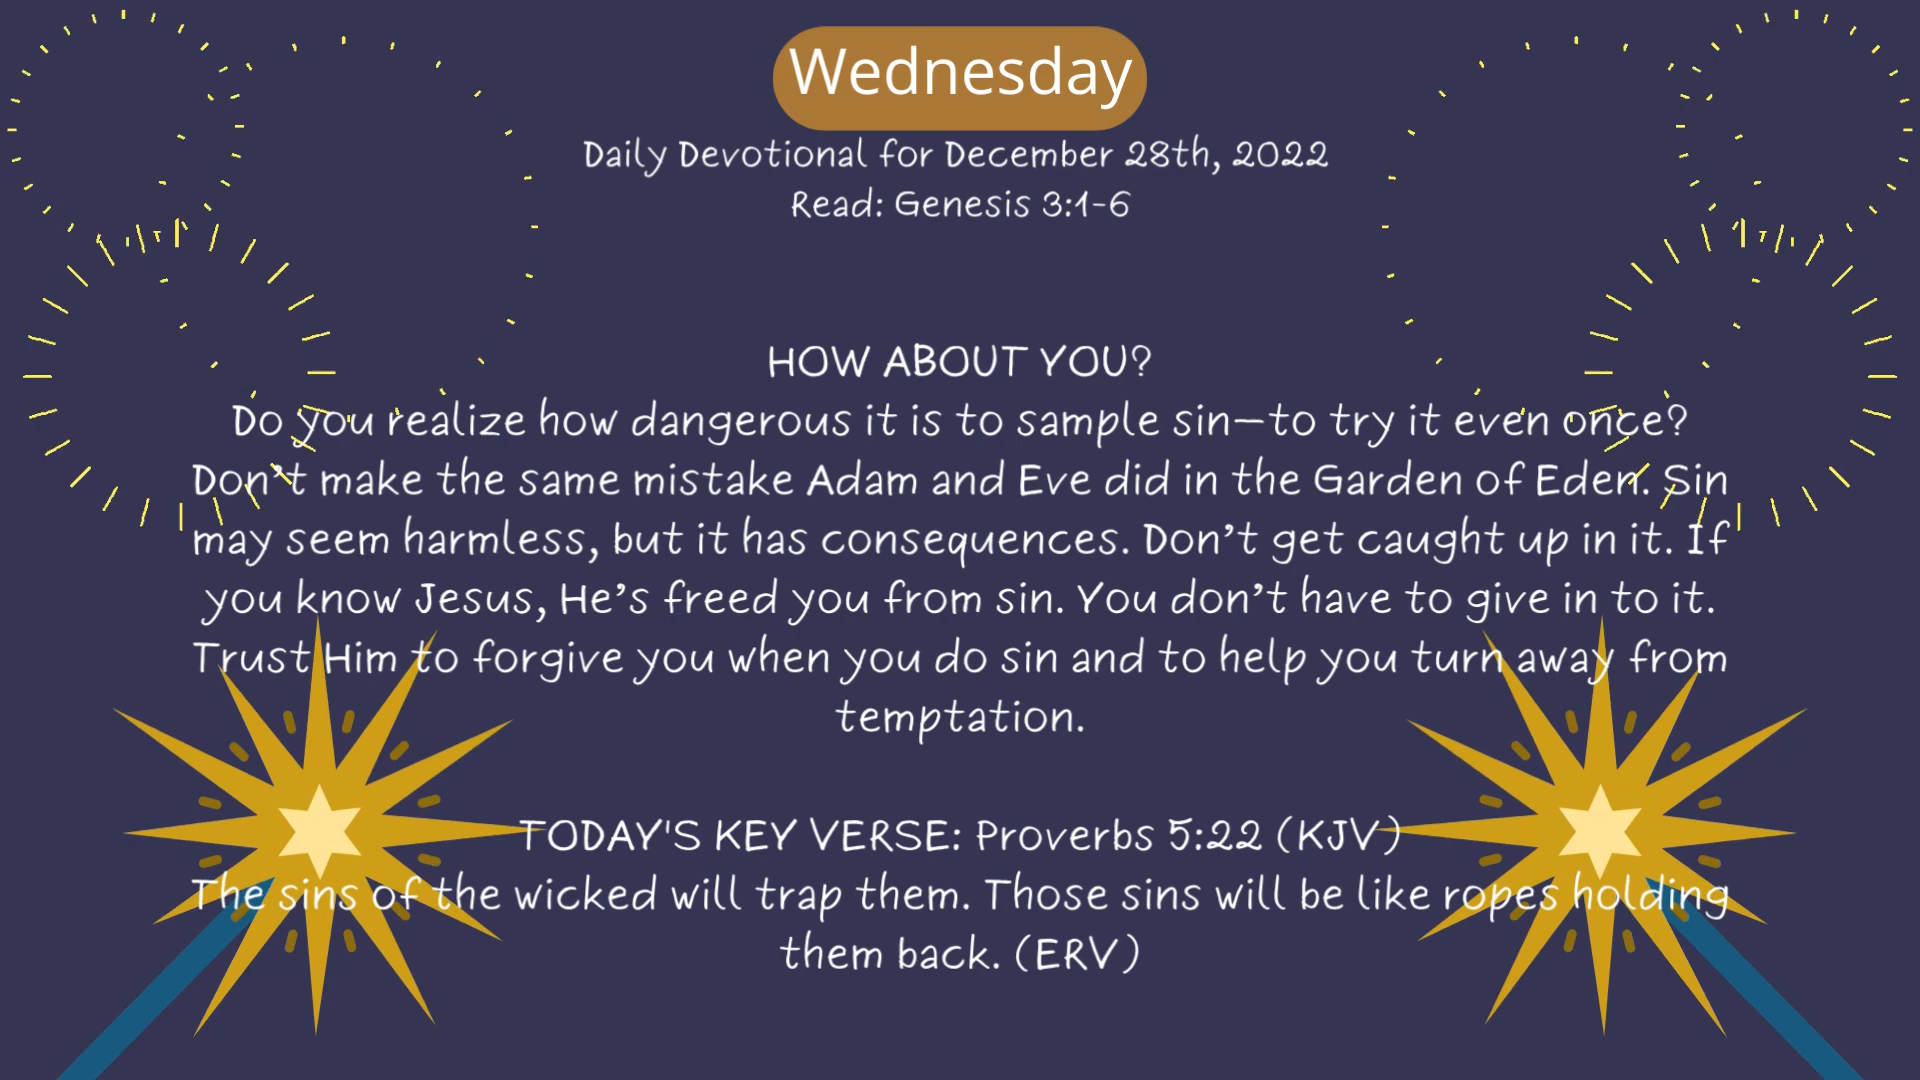 Wednesday
Daily Devotional for December 28th, 2022
Read: Genesis 3:1-6
HOW ABOUT YOU?
Do you realize how dangerous it is to sample sin—to try it even once?
Don’t make the same mistake Adam and Eve did in the Garden of Eden. Sin
may seem harmless, but it has consequences. Don’t get caught up in it. If
you know Jesus, He’s freed you from sin. You don’t have to give in to it.
Trust Him to forgive you when you do sin and to help you turn away from
temptation.
TODAY'S KEY VERSE: Proverbs 5:22 (KJV)
The sins of the wicked will trap them. Those sins will be like ropes holding
them back. (ERV)